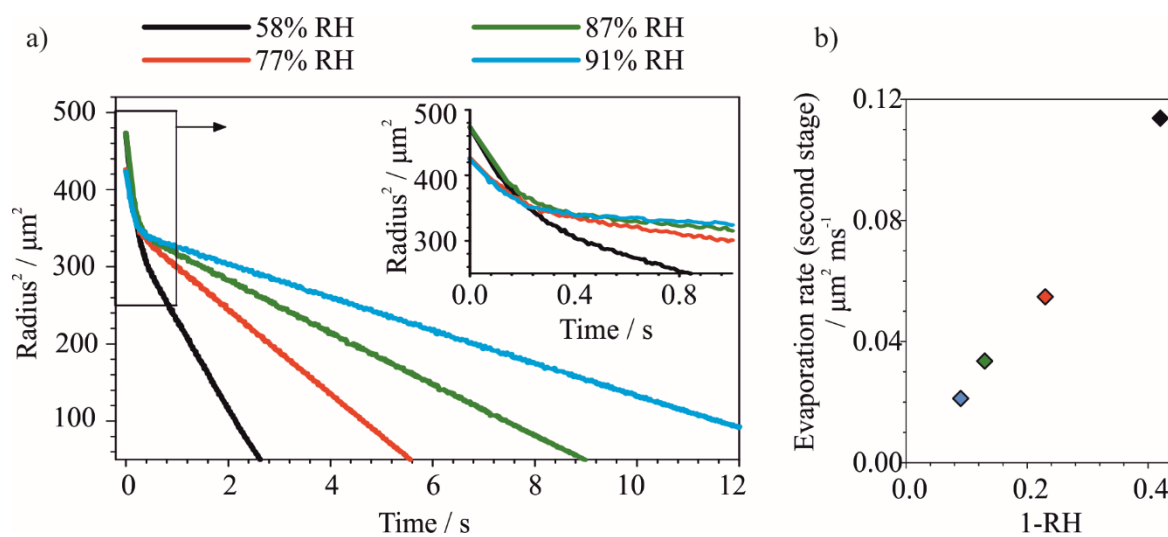 a)
58% RH
87% RH
77% RH
91% RH
b)
Radius² / μm²
500
400
300
200
100
0
2
4
6
8
10
12
Time / s
Radius² / μm²
500
400
300
0.0
0.4
0.8
Time / s
Evaporation rate (second stage)
/ μm² ms⁻¹
0.12
0.08
0.04
0.00
0.0
0.2
0.4
1-RH